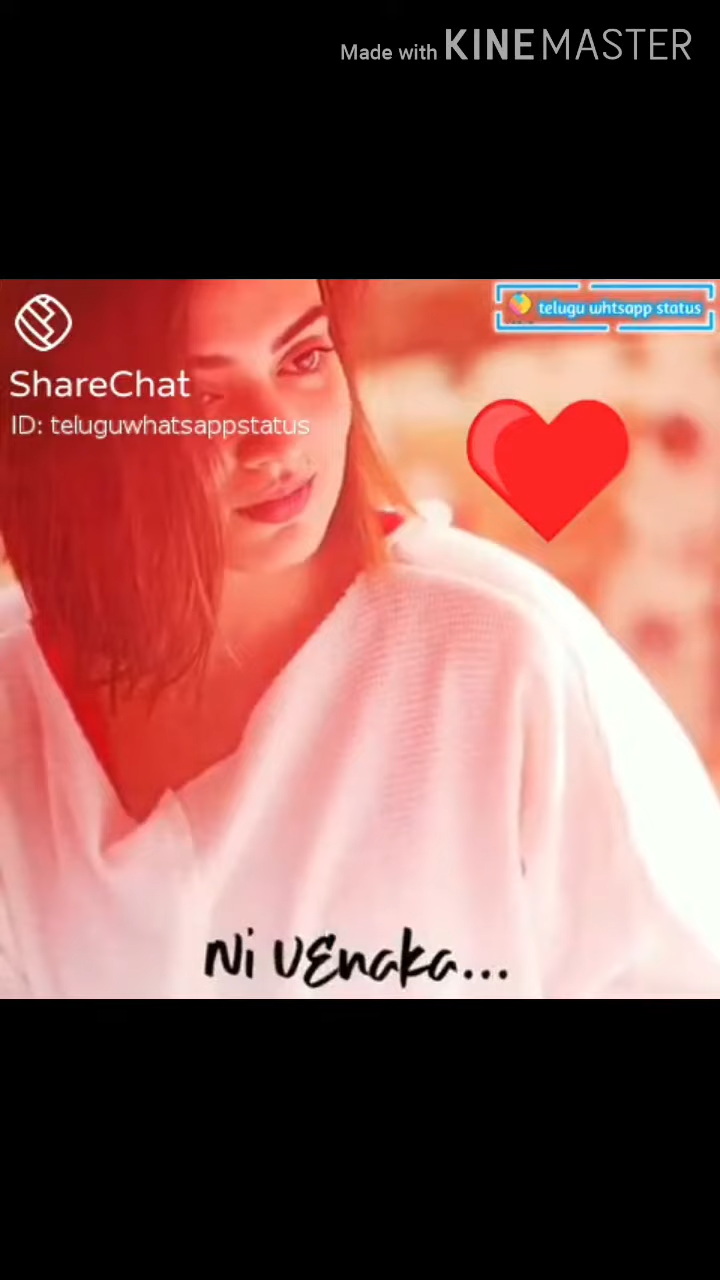 Made with KINEMASTER
telugu whtsapp status
ShareChat
ID: teluguwhatsappstatus
Ni venaka...